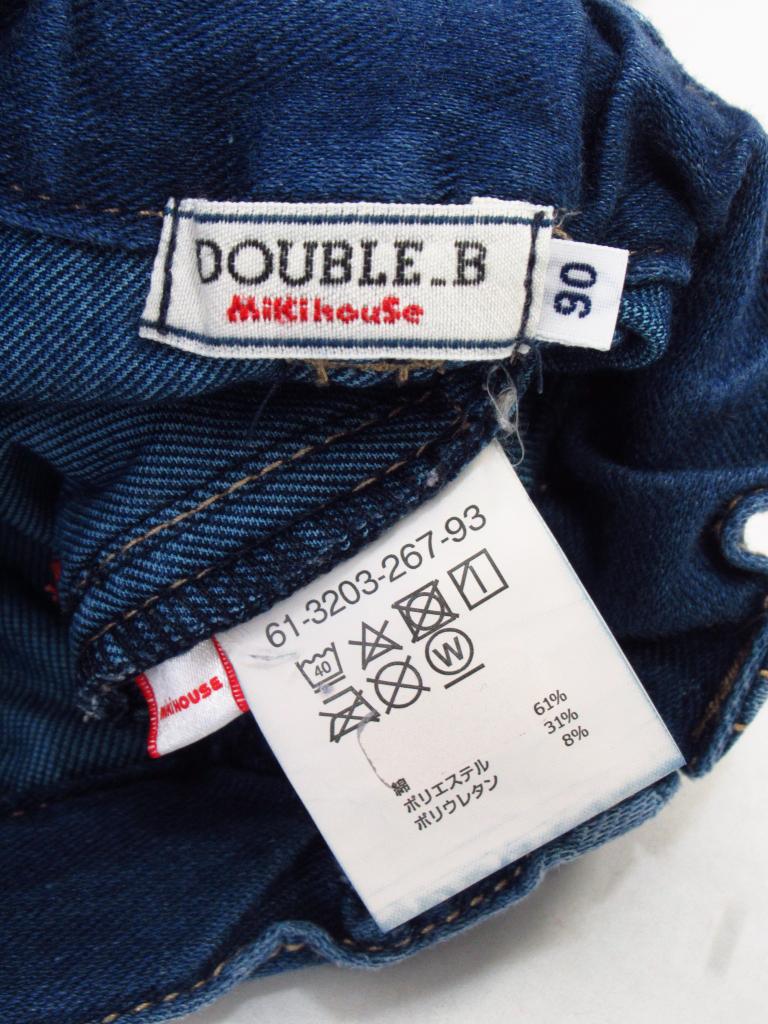 DOUBLE_B
MiKiHouSe
90
61-3203-267-93
40
W
綿 61%
ポリエステル 31%
ポリウレタン 8%
MIKIHOUSE